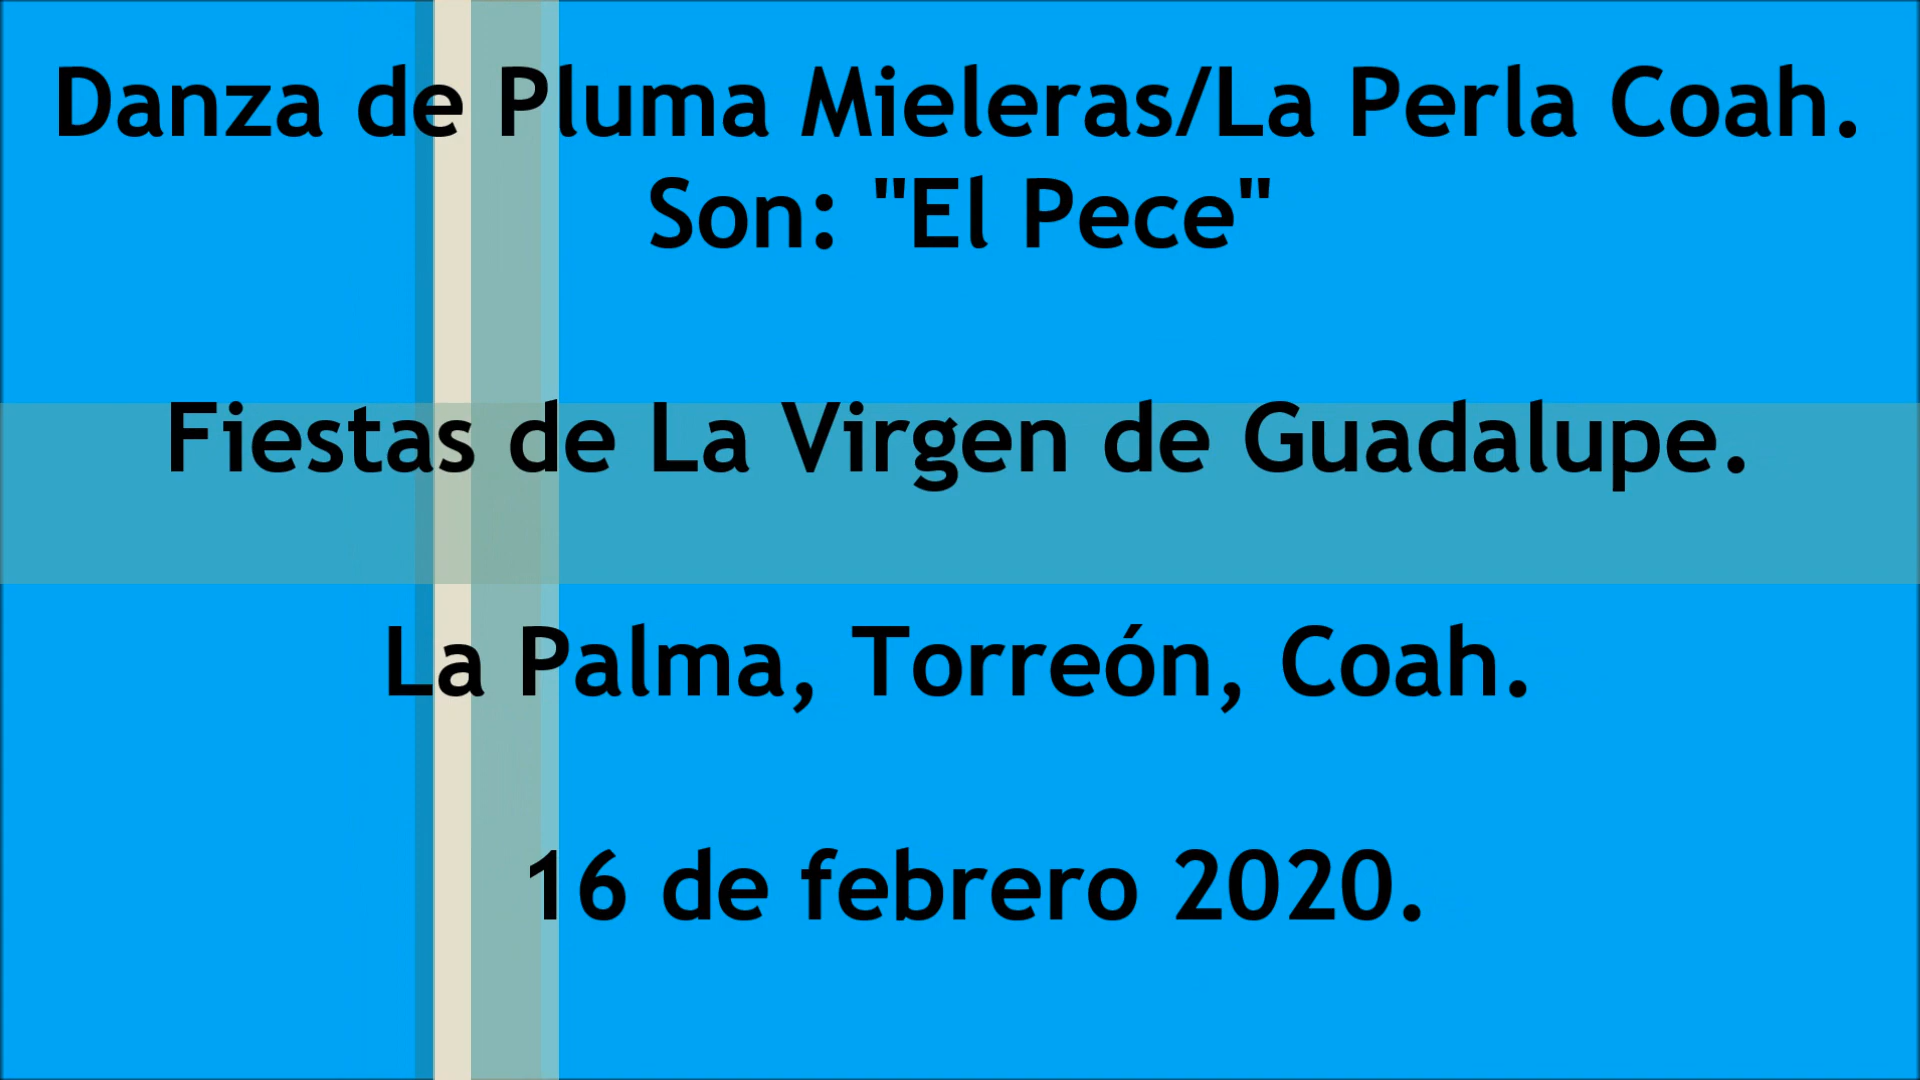 Danza de Pluma Mieleras/La Perla Coah.
Son: "El Pece"
Fiestas de La Virgen de Guadalupe.
La Palma, Torreón, Coah.
16 de febrero 2020.